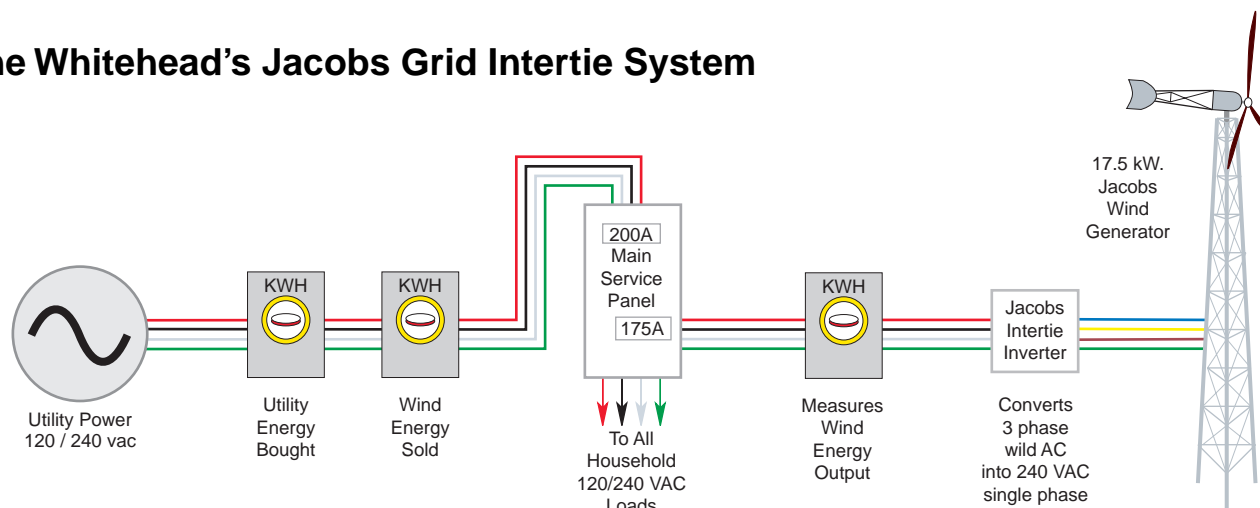 he Whitehead's Jacobs Grid Intertie System
17.5 kW.
Jacobs
Wind
Generator
200A
Main
Service
Panel
175A
KWH
KWH
KWH
Jacobs
Intertie
Inverter
Utility Power
120 / 240 vac
Utility
Energy
Bought
Wind
Energy
Sold
To All
Household
120/240 VAC
Loads
Measures
Wind
Energy
Output
Converts
3 phase
wild AC
into 240 VAC
single phase